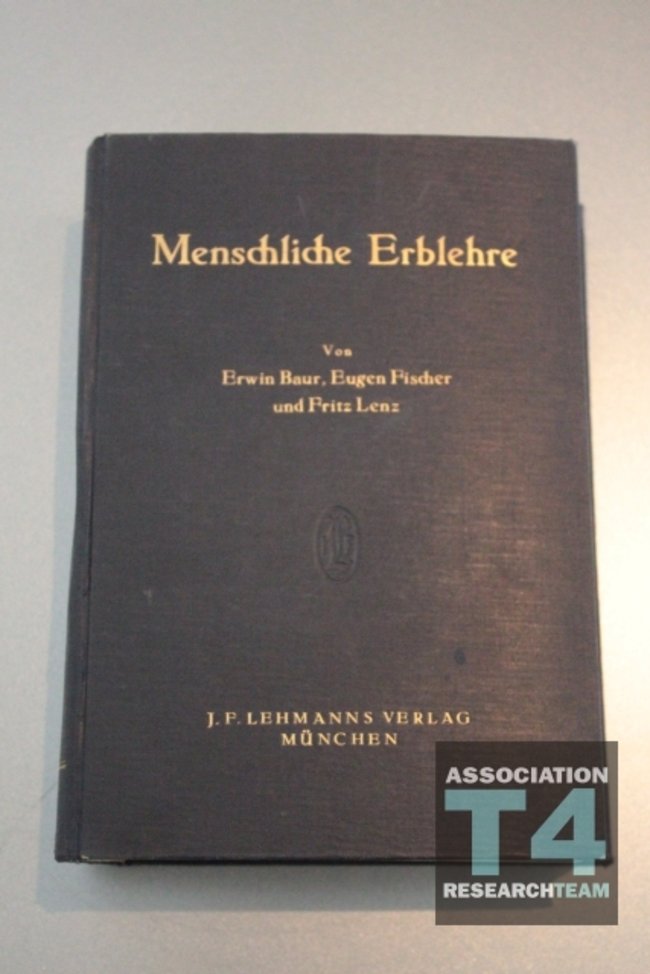 Menschliche Erblehre
Von
Erwin Baur, Eugen Fischer
und Fritz Lenz
J. F. LEHMANNS VERLAG
MÜNCHEN
ASSOCIATION
T4
RESEARCHTEAM